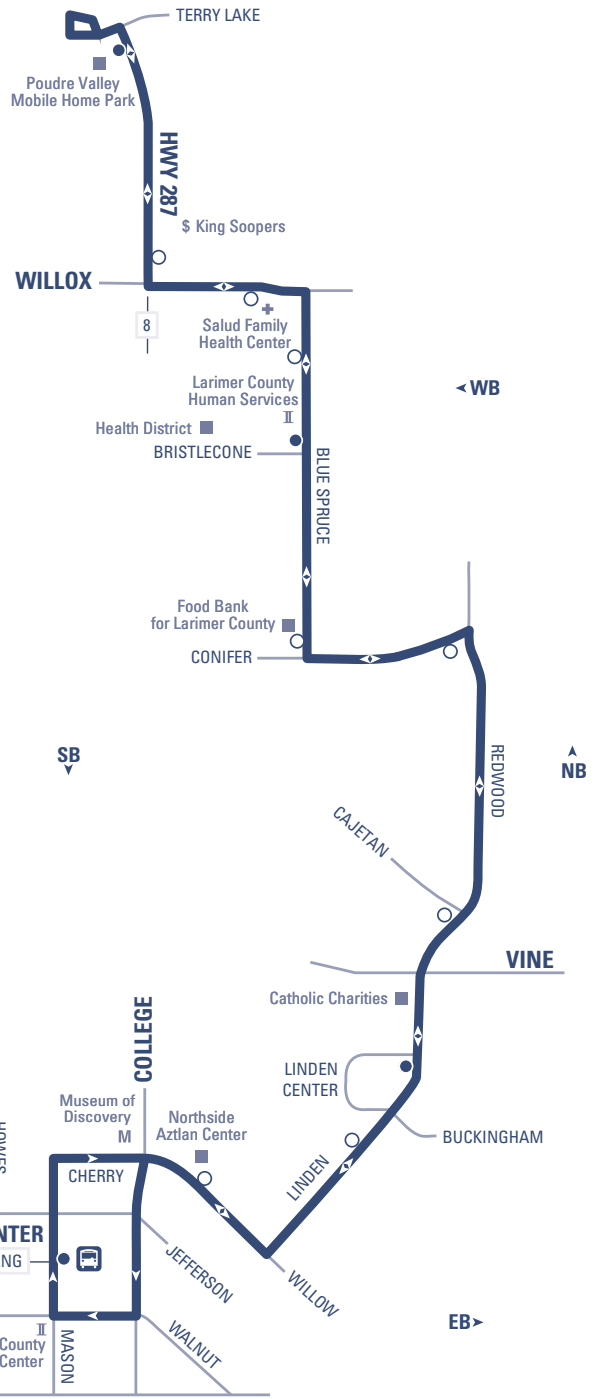 TERRY LAKE
Poudre Valley
Mobile Home Park
HWY 287
$ King Soopers
WILLOX
8
Salud Family
Health Center
Larimer County
Human Services
WB
Health District
BRISTLECONE
BLUE SPRUCE
Food Bank
for Larimer County
CONIFER
SB
NB
REDWOOD
CAJETAN
VINE
Catholic Charities
COLLEGE
LINDEN
CENTER
Museum of
Discovery
M
Northside
Aztlan Center
BUCKINGHAM
HOWES
CHERRY
LINDEN
NTER
NG
JEFFERSON
WILLOW
EB
County
Center
MASON
WALNUT